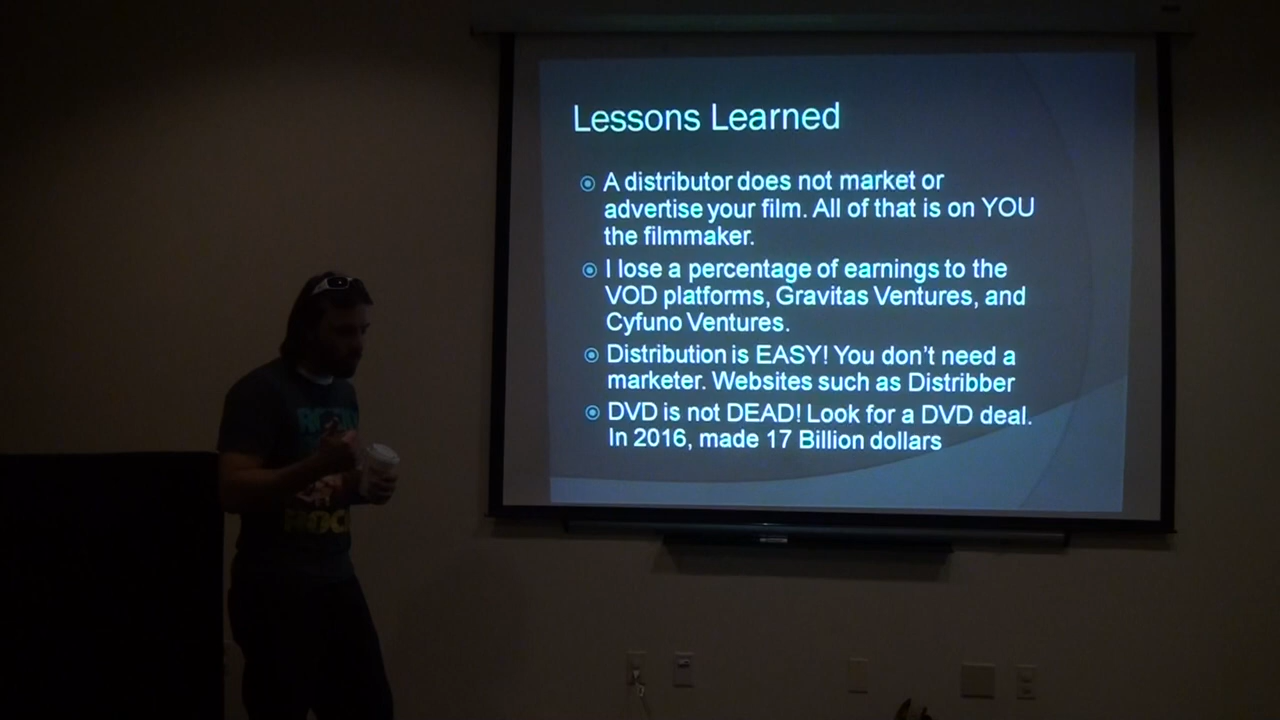 Lessons Learned
A distributor does not market or
advertise your film. All of that is on YOU
the filmmaker.
I lose a percentage of earnings to the
VOD platforms, Gravitas Ventures, and
Cyfuno Ventures.
Distribution is EASY! You don't need a
marketer. Websites such as Distribber
DVD is not DEAD! Look for a DVD deal.
In 2016, made 17 Billion dollars